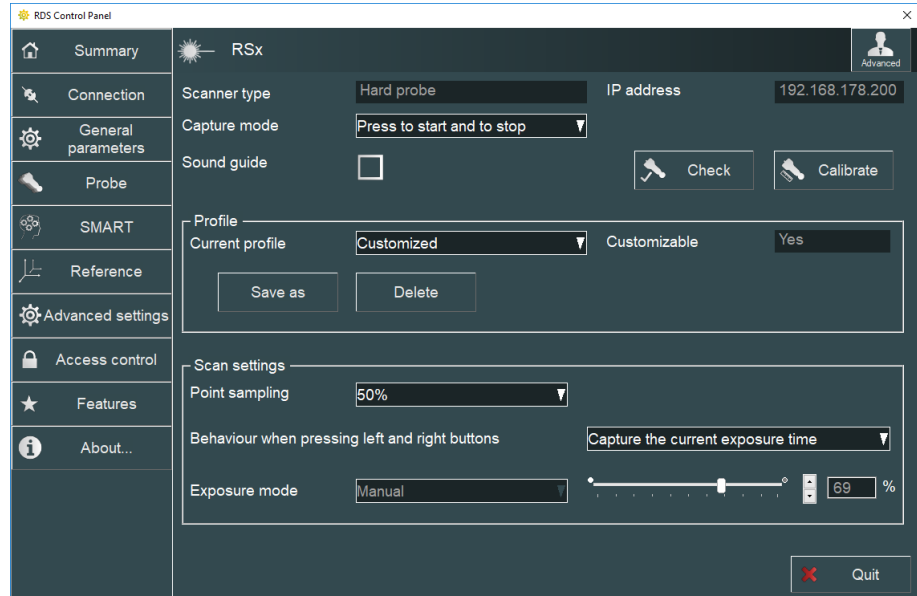 RDS Control Panel
Summary
Connection
General
parameters
Probe
SMART
Reference
Advanced settings
Access control
Features
About...
RSx
Advanced
Scanner type
Hard probe
IP address
192.168.178.200
Capture mode
Press to start and to stop
Sound guide
Check
Calibrate
Profile
Current profile
Customized
Customizable
Yes
Save as
Delete
Scan settings
Point sampling
50%
Behaviour when pressing left and right buttons
Capture the current exposure time
Exposure mode
Manual
69 %
Quit